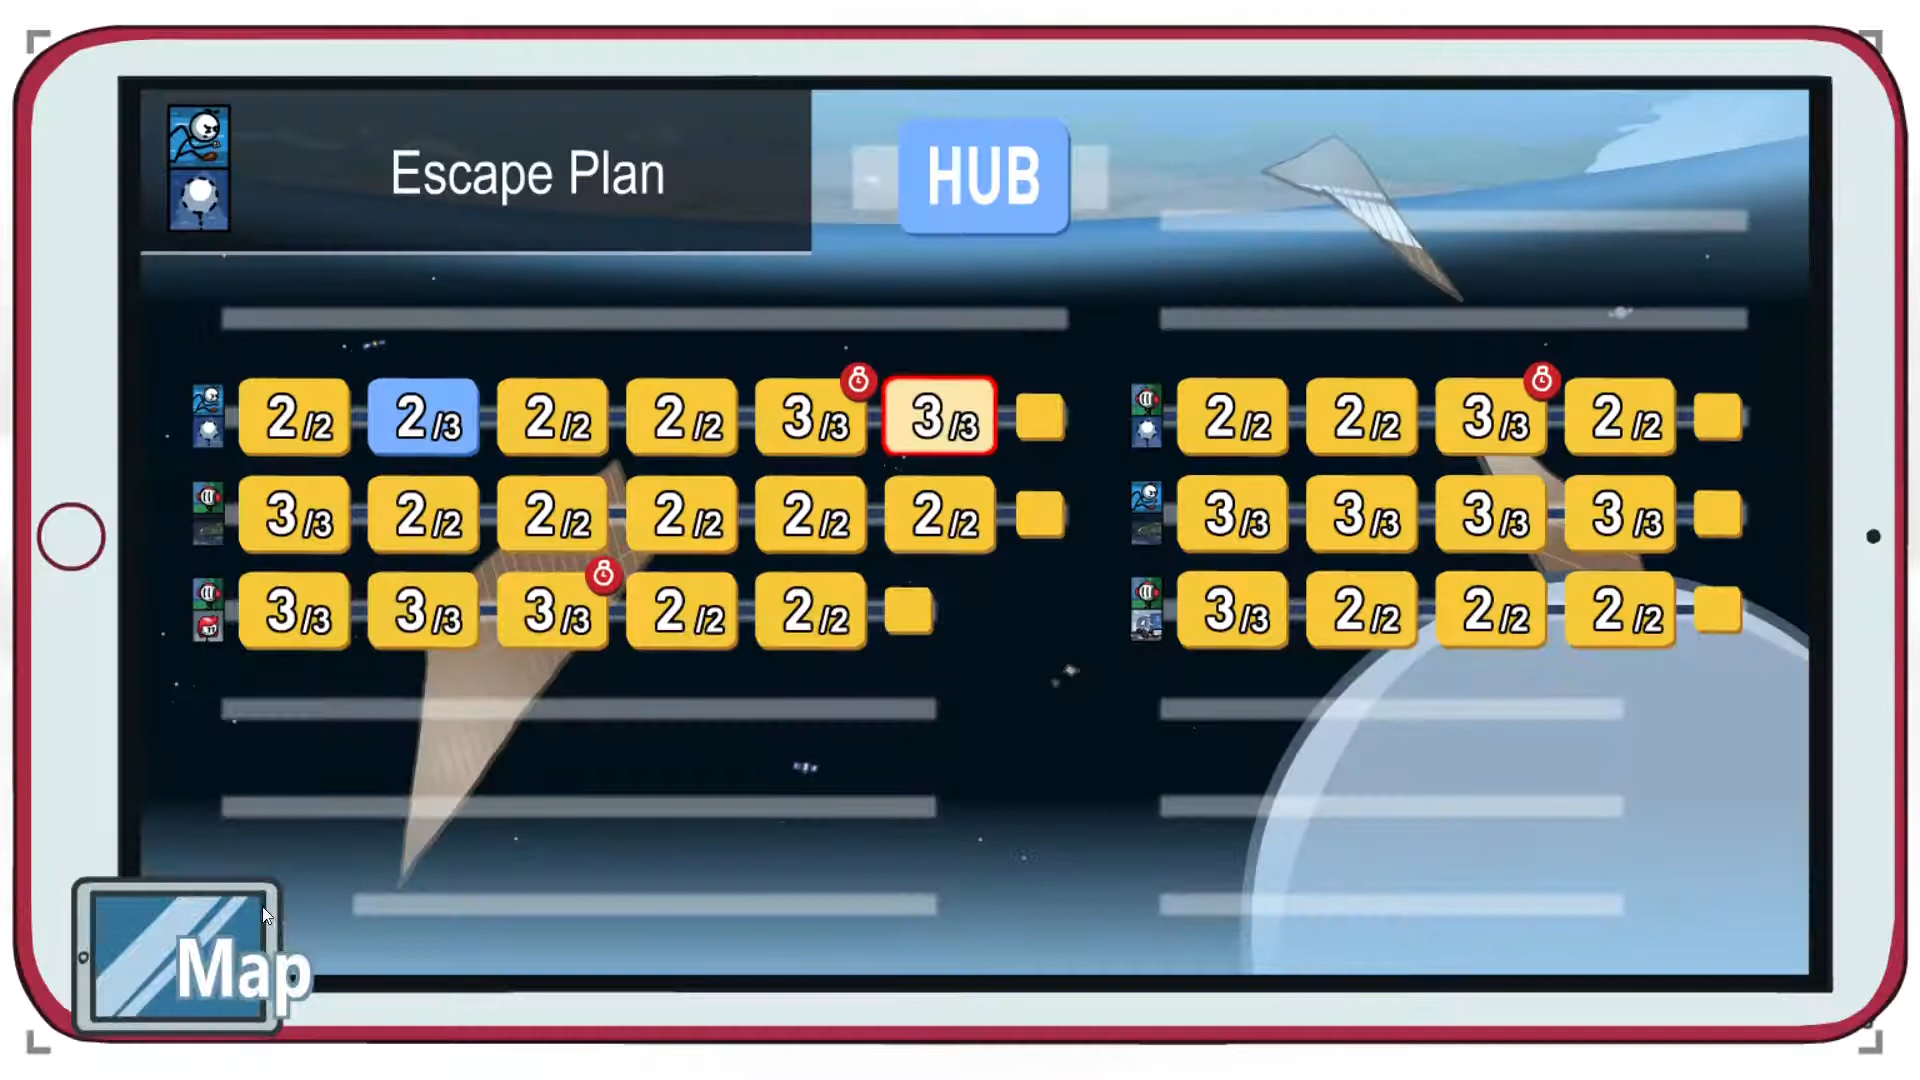 Escape Plan
HUB
2/2 2/3 2/2 2/2 3/3 3/3
2/2 2/2 3/3 2/2
3/3 2/2 2/2 2/2 2/2 2/2
3/3 3/3 3/3 3/3
3/3 3/3 3/3 2/2 2/2
3/3 2/2 2/2 2/2
Map